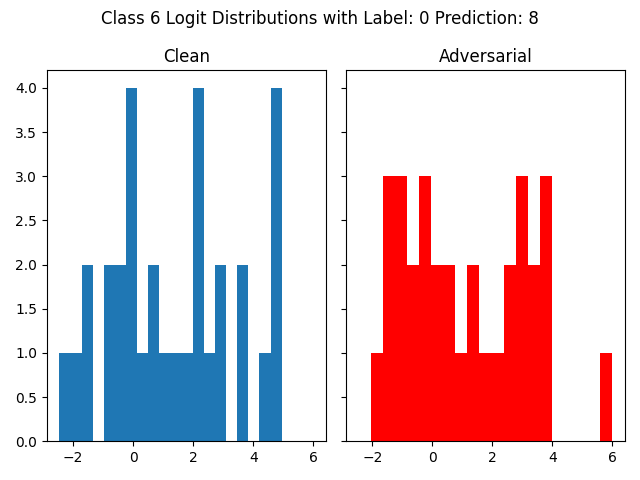 Class 6 Logit Distributions with Label: 0 Prediction: 8
Clean
Adversarial
4.0
3.5
3.0
2.5
2.0
1.5
1.0
0.5
0.0
−2 0 2 4 6
−2 0 2 4 6